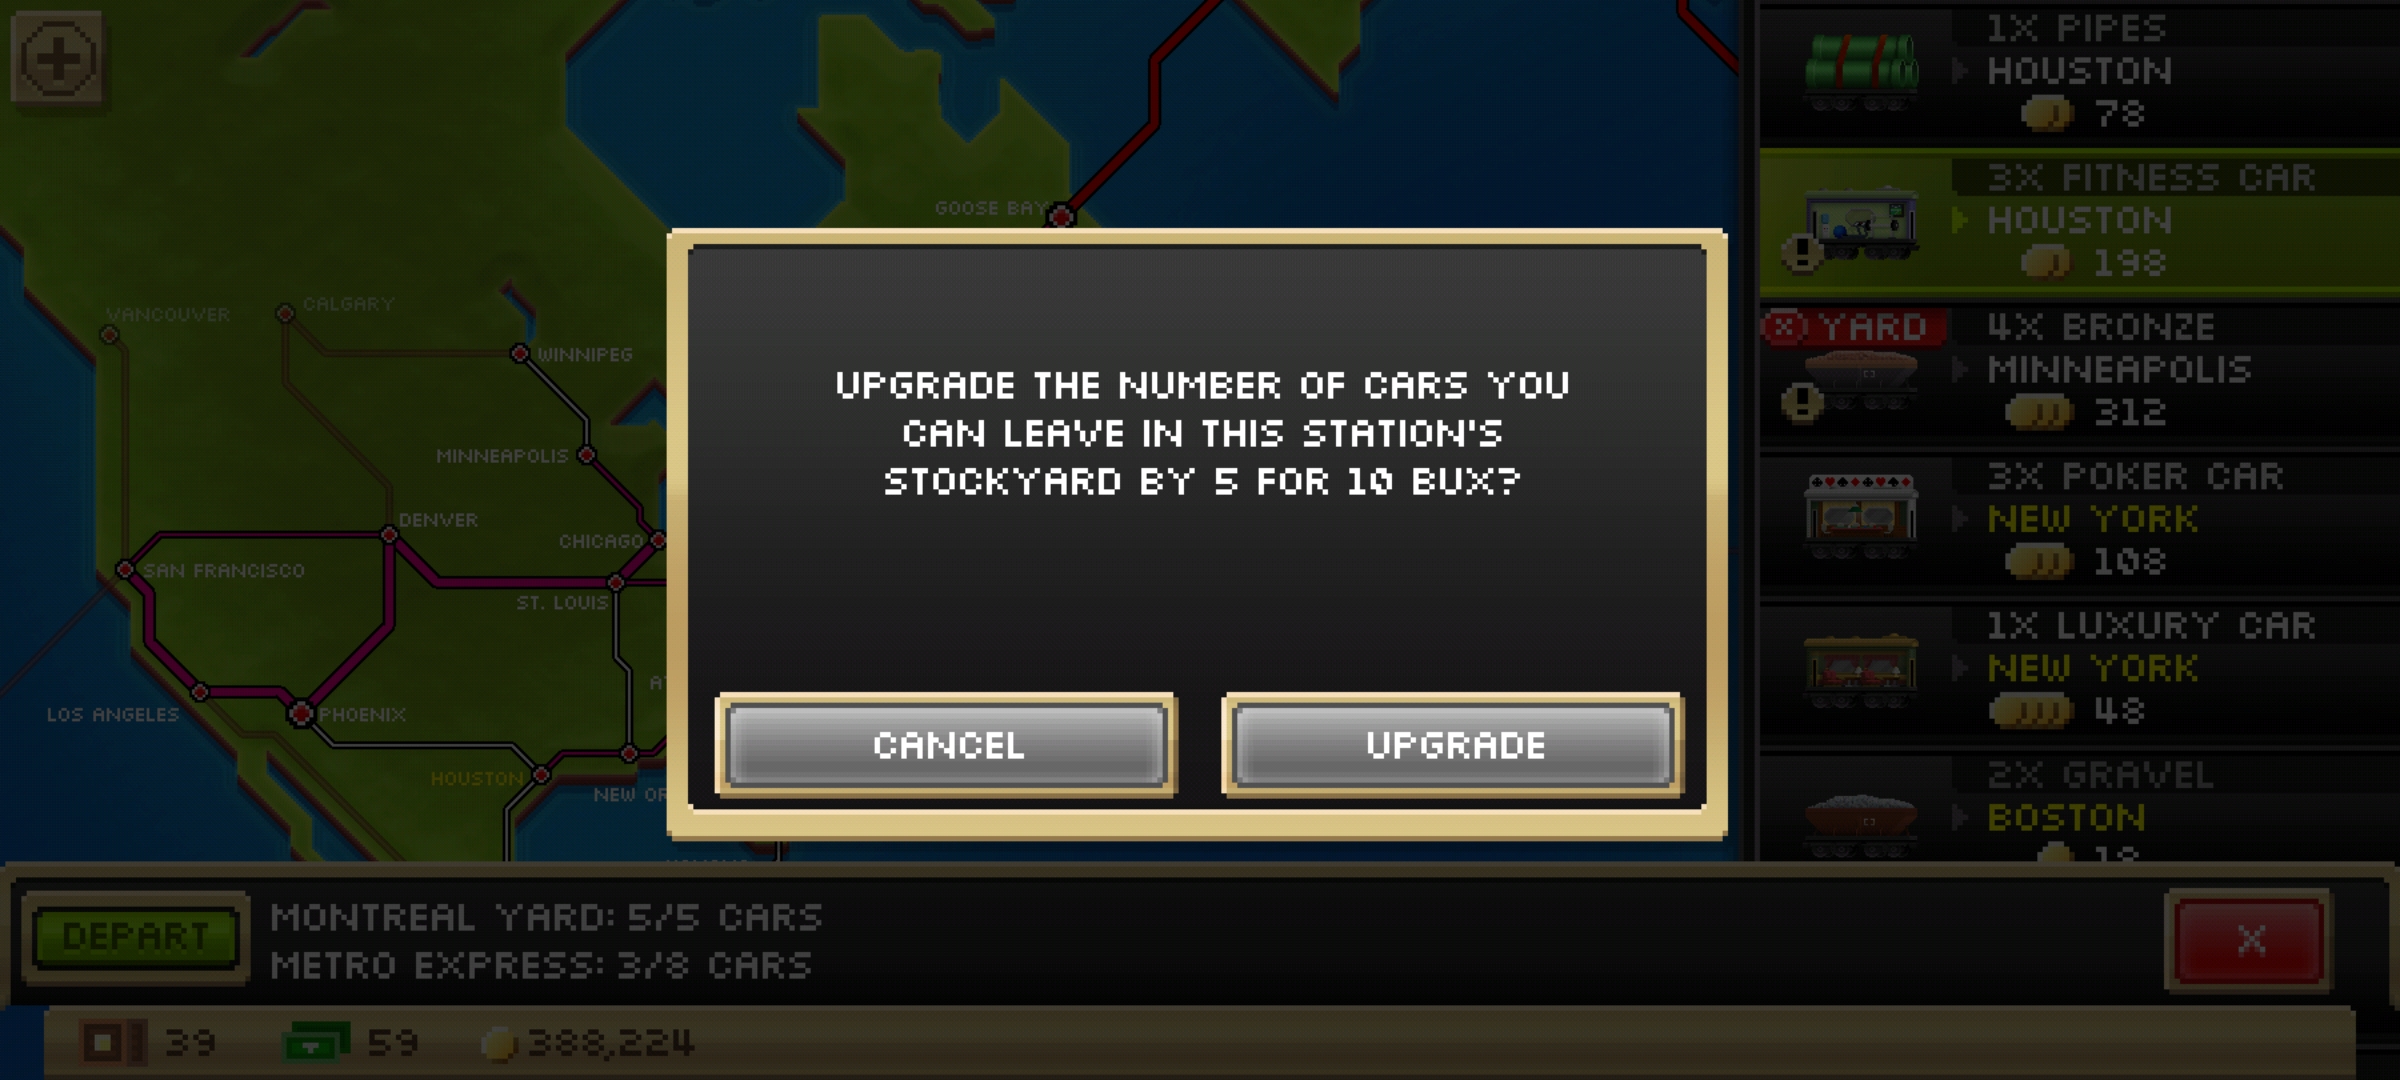 1X PIPES
HOUSTON
78
3X FITNESS CAR
HOUSTON
198
YARD
4X BRONZE
MINNEAPOLIS
312
3X POKER CAR
NEW YORK
108
1X LUXURY CAR
NEW YORK
48
2X GRAVEL
BOSTON
GOOSE BAY
VANCOUVER
CALGARY
WINNIPEG
MINNEAPOLIS
DENVER
CHICAGO
SAN FRANCISCO
ST. LOUIS
LOS ANGELES
PHOENIX
HOUSTON
NEW OR
UPGRADE THE NUMBER OF CARS YOU
CAN LEAVE IN THIS STATION'S
STOCKYARD BY 5 FOR 10 BUX?
CANCEL
UPGRADE
DEPART
MONTREAL YARD: 5/5 CARS
METRO EXPRESS: 3/8 CARS
X
39
59
388,224